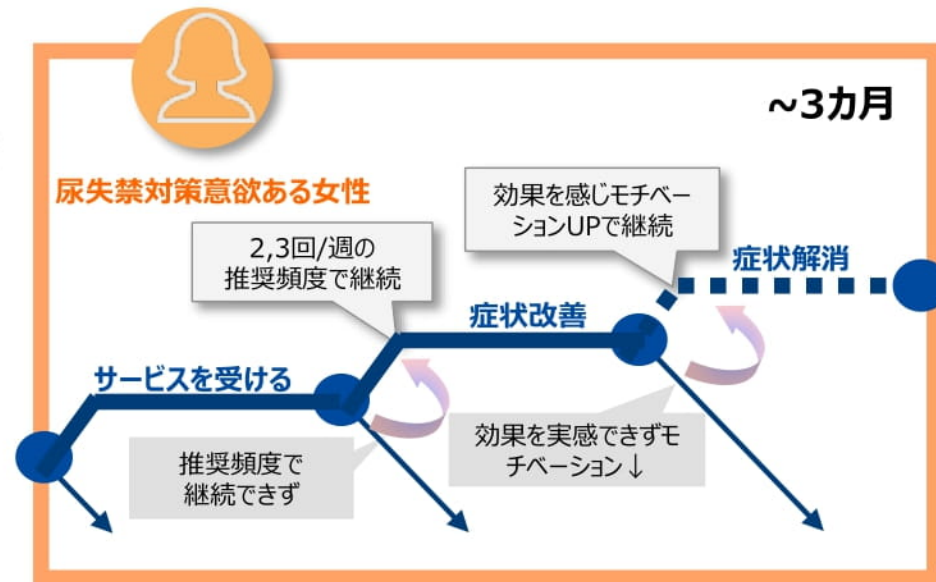 ~3カ月
尿失禁対策意欲ある女性
効果を感じモチベー
ションUPで継続
2,3回/週の
推奨頻度で継続
症状解消
症状改善
サービスを受ける
効果を実感できずモ
チベーション↓
推奨頻度で
継続できず